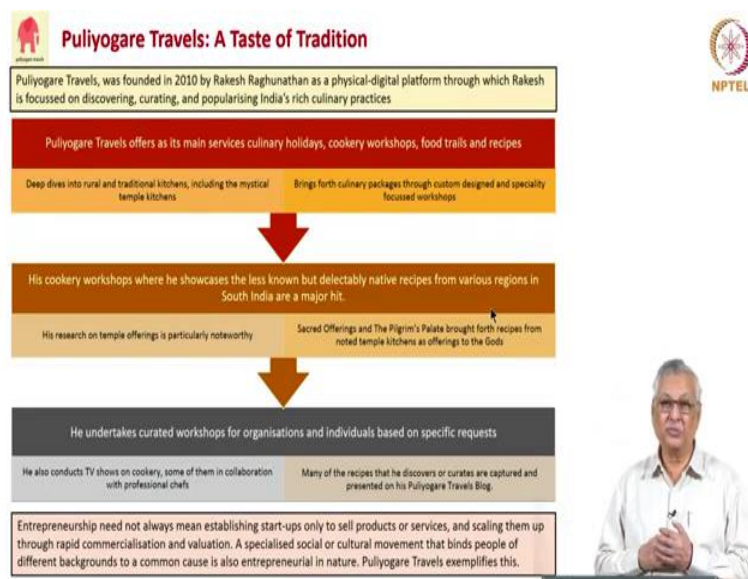 Puliyogare Travels: A Taste of Tradition
puliyogare travels
NPTEL
Puliyogare Travels, was founded in 2010 by Rakesh Raghunathan as a physical-digital platform through which Rakesh
is focussed on discovering, curating, and popularising India's rich culinary practices
Puliyogare Travels offers as its main services culinary holidays, cookery workshops, food trails and recipes
Deep dives into rural and traditional kitchens, including the mystical
temple kitchens
Brings forth culinary packages through custom designed and speciality
focussed workshops
His cookery workshops where he showcases the less known but delectably native recipes from various regions in
South India are a major hit.
His research on temple offerings is particularly noteworthy
Sacred Offerings and The Pilgrim's Palate brought forth recipes from
noted temple kitchens as offerings to the Gods
He undertakes curated workshops for organisations and individuals based on specific requests
He also conducts TV shows on cookery, some of them in collaboration
with professional chefs
Many of the recipes that he discovers or curates are captured and
presented on his Puliyogare Travels Blog.
Entrepreneurship need not always mean establishing start-ups only to sell products or services, and scaling them up
through rapid commercialisation and valuation. A specialised social or cultural movement that binds people of
different backgrounds to a common cause is also entrepreneurial in nature. Puliyogare Travels exemplifies this.